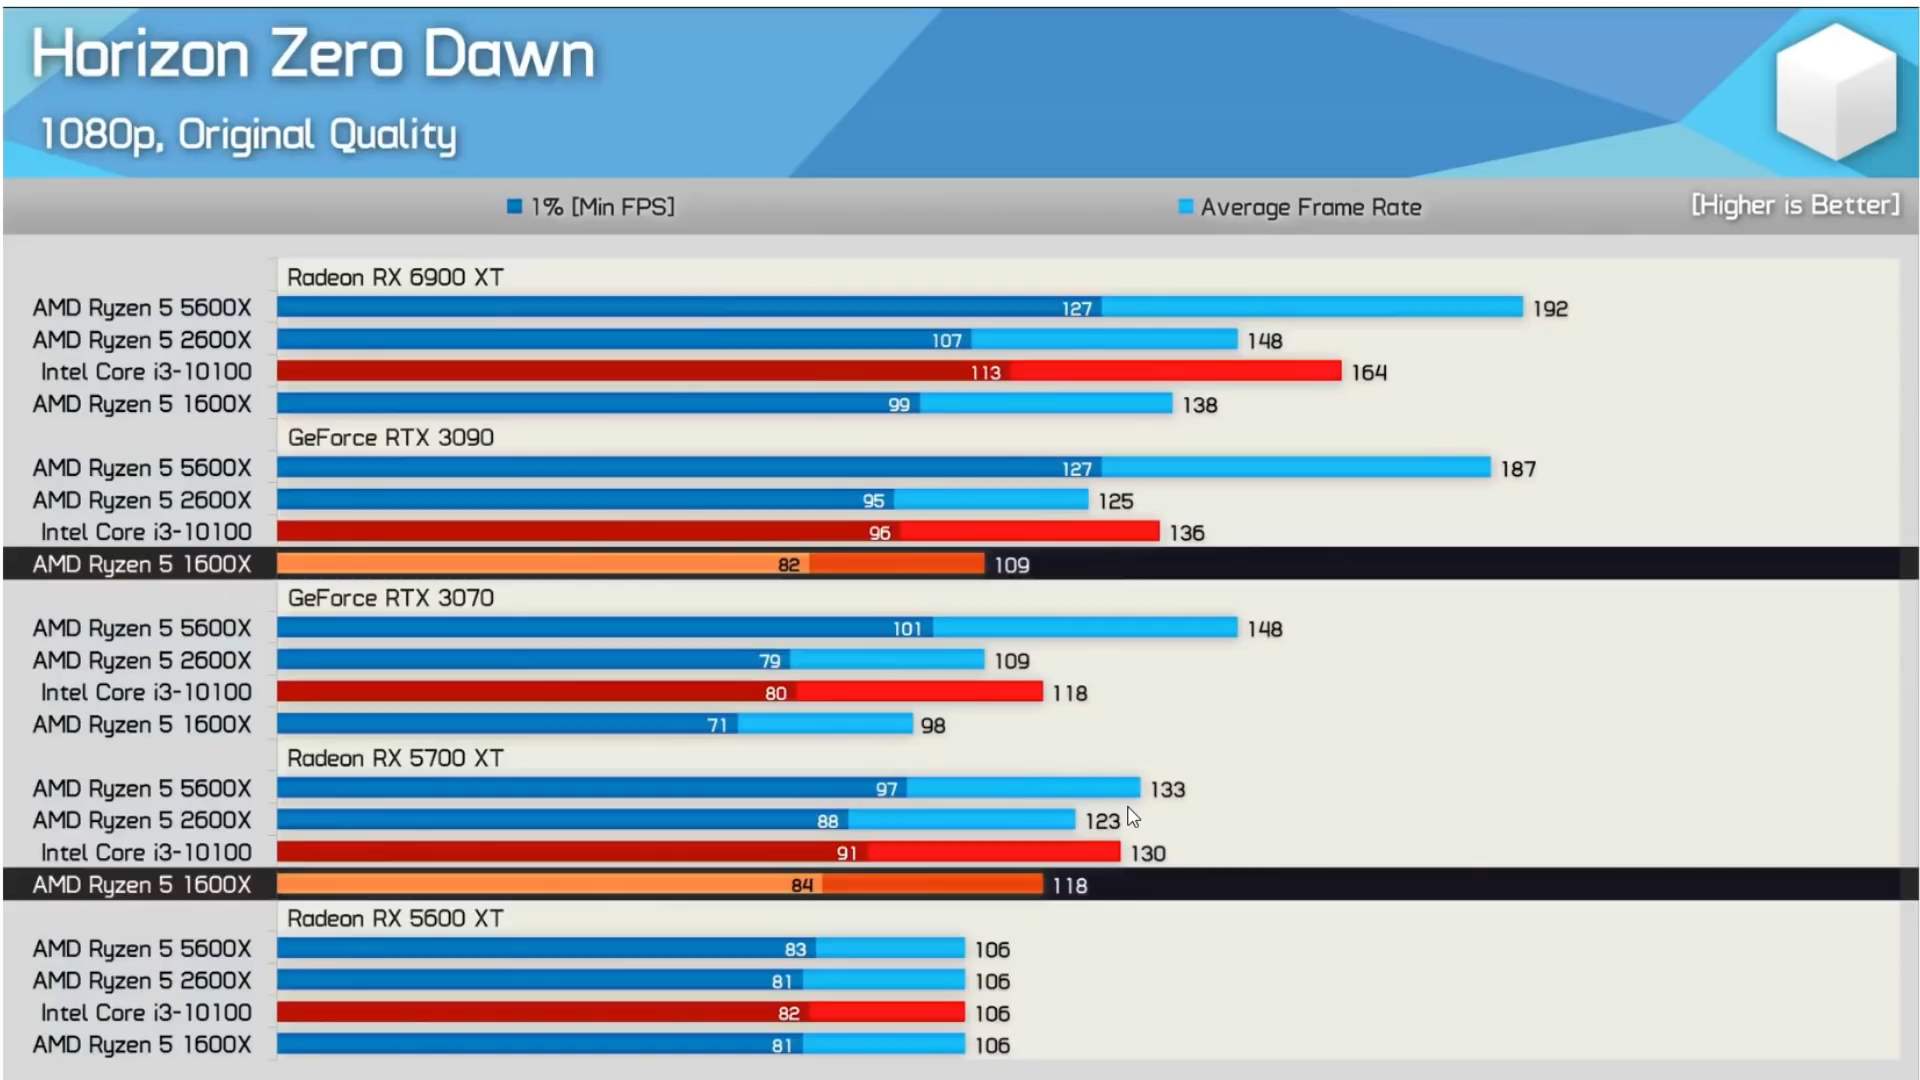 Horizon Zero Dawn
1080p, Original Quality
1% [Min FPS] Average Frame Rate [Higher is Better]
Radeon RX 6900 XT
AMD Ryzen 5 5600X 127 192
AMD Ryzen 5 2600X 107 148
Intel Core i3-10100 113 164
AMD Ryzen 5 1600X 99 138
GeForce RTX 3090
AMD Ryzen 5 5600X 127 187
AMD Ryzen 5 2600X 95 125
Intel Core i3-10100 96 136
AMD Ryzen 5 1600X 82 109
GeForce RTX 3070
AMD Ryzen 5 5600X 101 148
AMD Ryzen 5 2600X 79 109
Intel Core i3-10100 80 118
AMD Ryzen 5 1600X 71 98
Radeon RX 5700 XT
AMD Ryzen 5 5600X 97 133
AMD Ryzen 5 2600X 88 123
Intel Core i3-10100 91 130
AMD Ryzen 5 1600X 84 118
Radeon RX 5600 XT
AMD Ryzen 5 5600X 83 106
AMD Ryzen 5 2600X 81 106
Intel Core i3-10100 82 106
AMD Ryzen 5 1600X 81 106